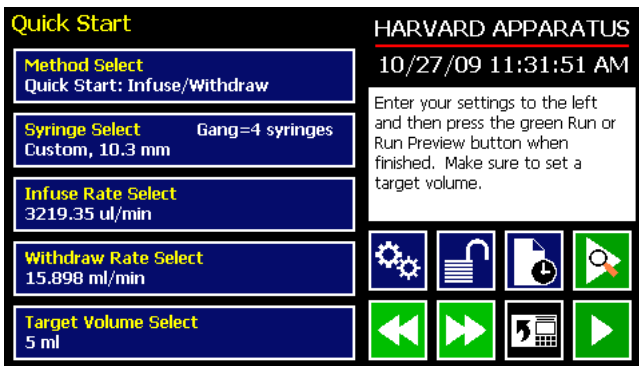 Quick Start
Method Select
Quick Start: Infuse/Withdraw
Syringe Select Gang=4 syringes
Custom, 10.3 mm
Infuse Rate Select
3219.35 ul/min
Withdraw Rate Select
15.898 ml/min
Target Volume Select
5 ml
HARVARD APPARATUS
10/27/09 11:31:51 AM
Enter your settings to the left
and then press the green Run or
Run Preview button when
finished. Make sure to set a
target volume.